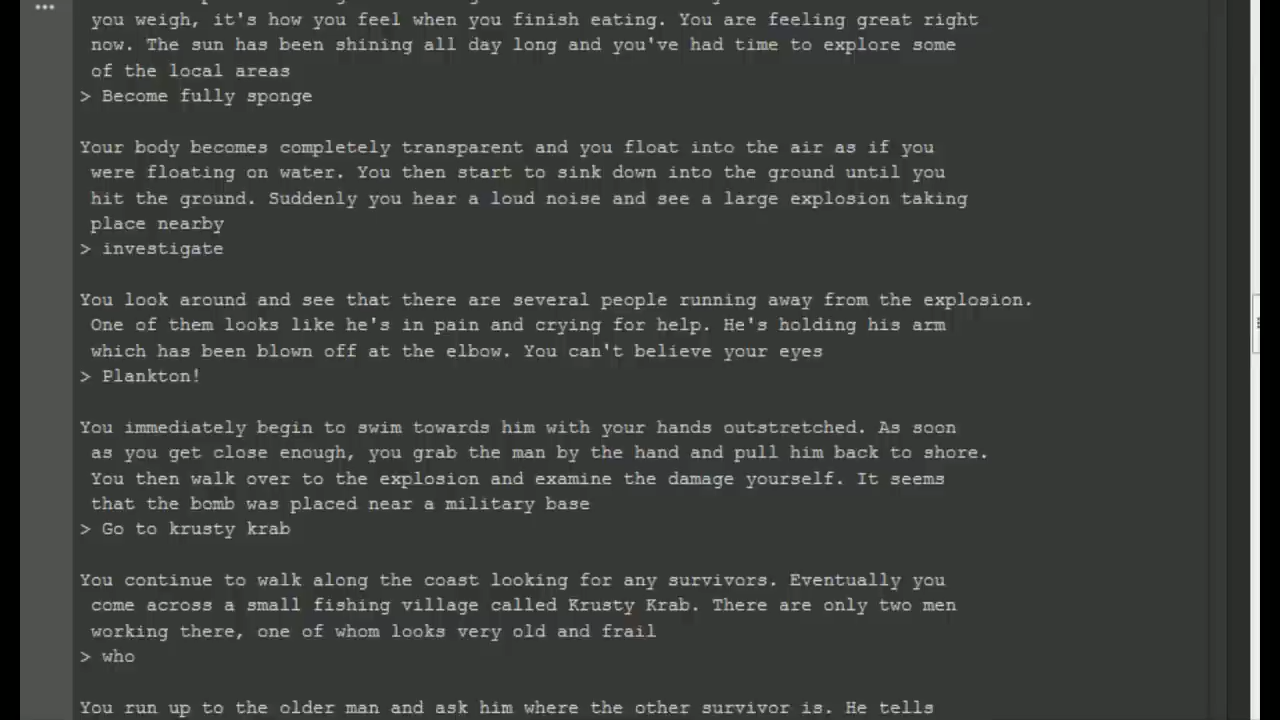 you weigh, it's how you feel when you finish eating. You are feeling great right
now. The sun has been shining all day long and you've had time to explore some
of the local areas
> Become fully sponge
Your body becomes completely transparent and you float into the air as if you
were floating on water. You then start to sink down into the ground until you
hit the ground. Suddenly you hear a loud noise and see a large explosion taking
place nearby
> investigate
You look around and see that there are several people running away from the explosion.
One of them looks like he's in pain and crying for help. He's holding his arm
which has been blown off at the elbow. You can't believe your eyes
> Plankton!
You immediately begin to swim towards him with your hands outstretched. As soon
as you get close enough, you grab the man by the hand and pull him back to shore.
You then walk over to the explosion and examine the damage yourself. It seems
that the bomb was placed near a military base
> Go to krusty krab
You continue to walk along the coast looking for any survivors. Eventually you
come across a small fishing village called Krusty Krab. There are only two men
working there, one of whom looks very old and frail
> who
You run up to the older man and ask him where the other survivor is. He tells